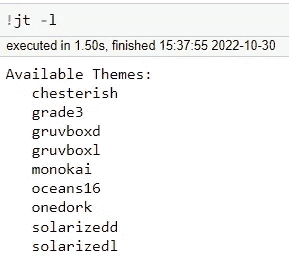 !jt -l
executed in 1.50s, finished 15:37:55 2022-10-30
Available Themes:
chesterish
grade3
gruvboxd
gruvboxl
monokai
oceans16
onedork
solarizedd
solarizedl